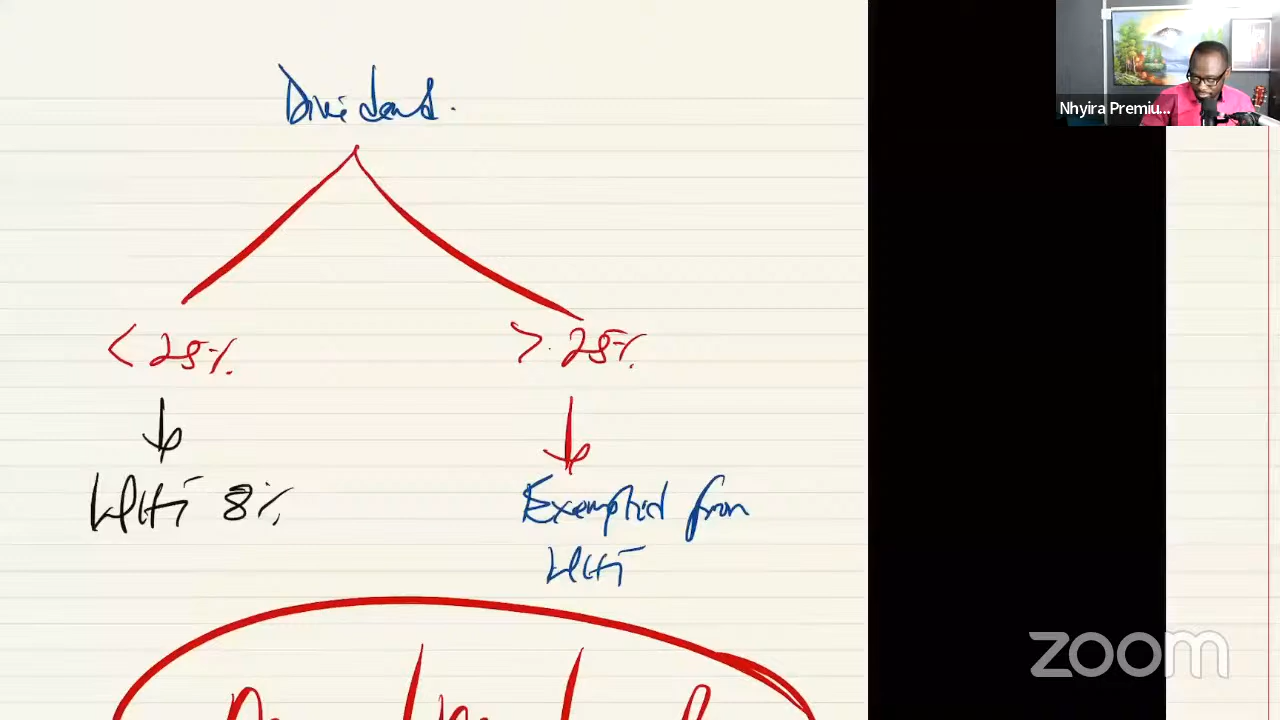 Dividend.
< 25%
> 25%
WHT 8%
Exempted from
WHT
Nhyira Premiu...
zoom